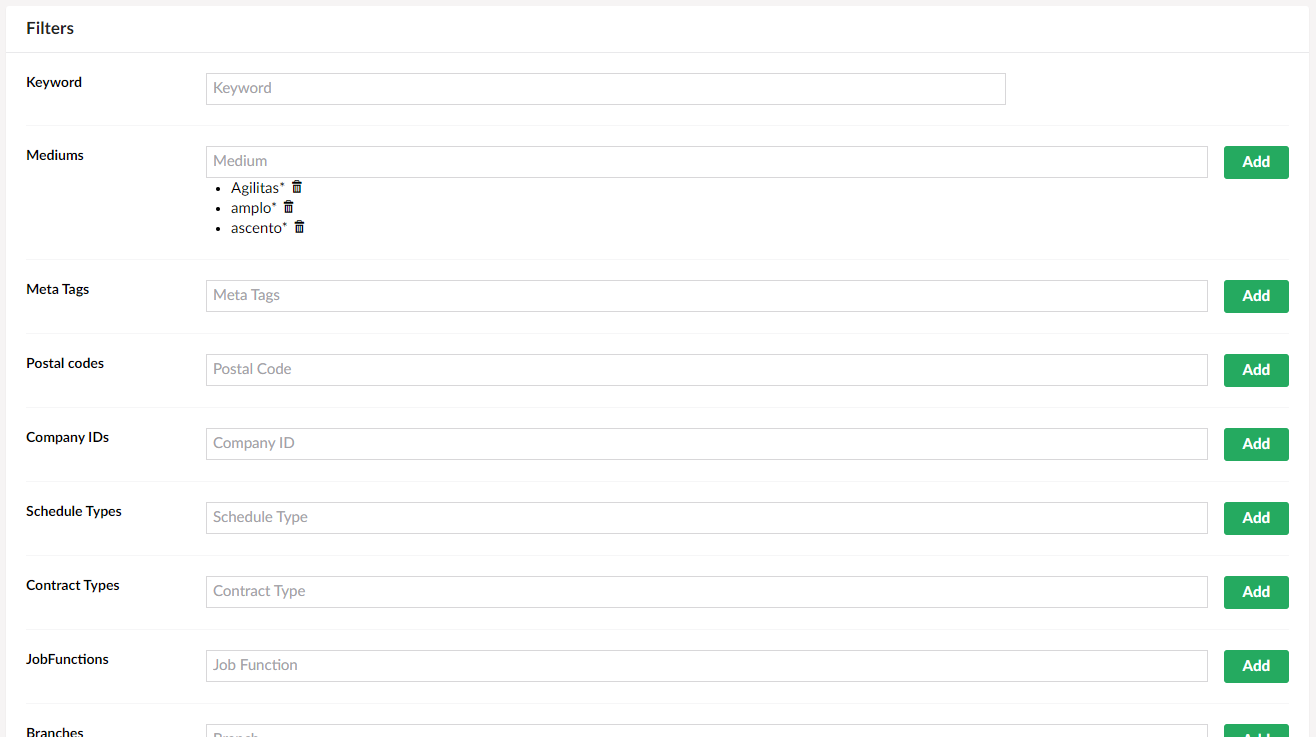 Filters
Keyword
Keyword
Mediums
Medium
Add
Agilitas*
amplo*
ascento*
Meta Tags
Meta Tags
Add
Postal codes
Postal Code
Add
Company IDs
Company ID
Add
Schedule Types
Schedule Type
Add
Contract Types
Contract Type
Add
JobFunctions
Job Function
Add
Branches
Branch
Add